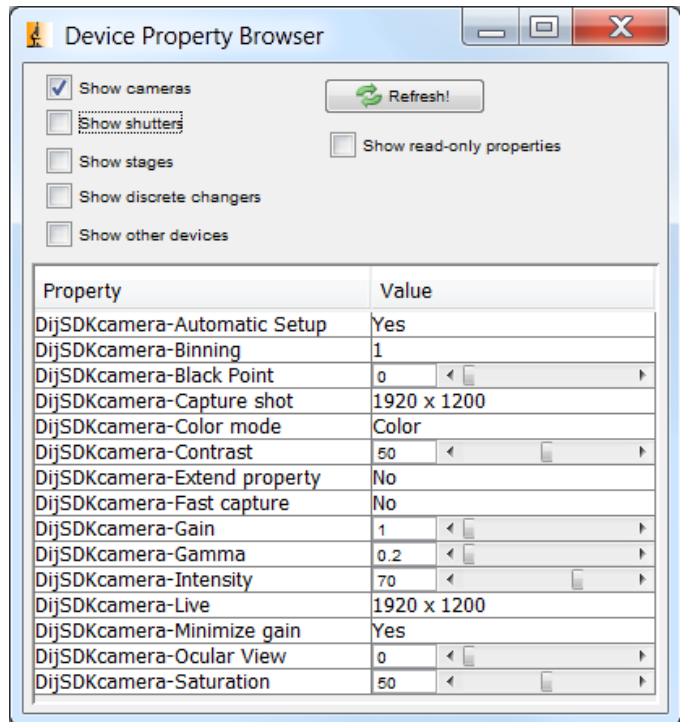 Device Property Browser
Show cameras
Refresh!
Show shutters
Show read-only properties
Show stages
Show discrete changers
Show other devices
Property Value
DijSDKcamera-Automatic Setup Yes
DijSDKcamera-Binning 1
DijSDKcamera-Black Point 0
DijSDKcamera-Capture shot 1920 x 1200
DijSDKcamera-Color mode Color
DijSDKcamera-Contrast 50
DijSDKcamera-Extend property No
DijSDKcamera-Fast capture No
DijSDKcamera-Gain 1
DijSDKcamera-Gamma 0.2
DijSDKcamera-Intensity 70
DijSDKcamera-Live 1920 x 1200
DijSDKcamera-Minimize gain Yes
DijSDKcamera-Ocular View 0
DijSDKcamera-Saturation 50